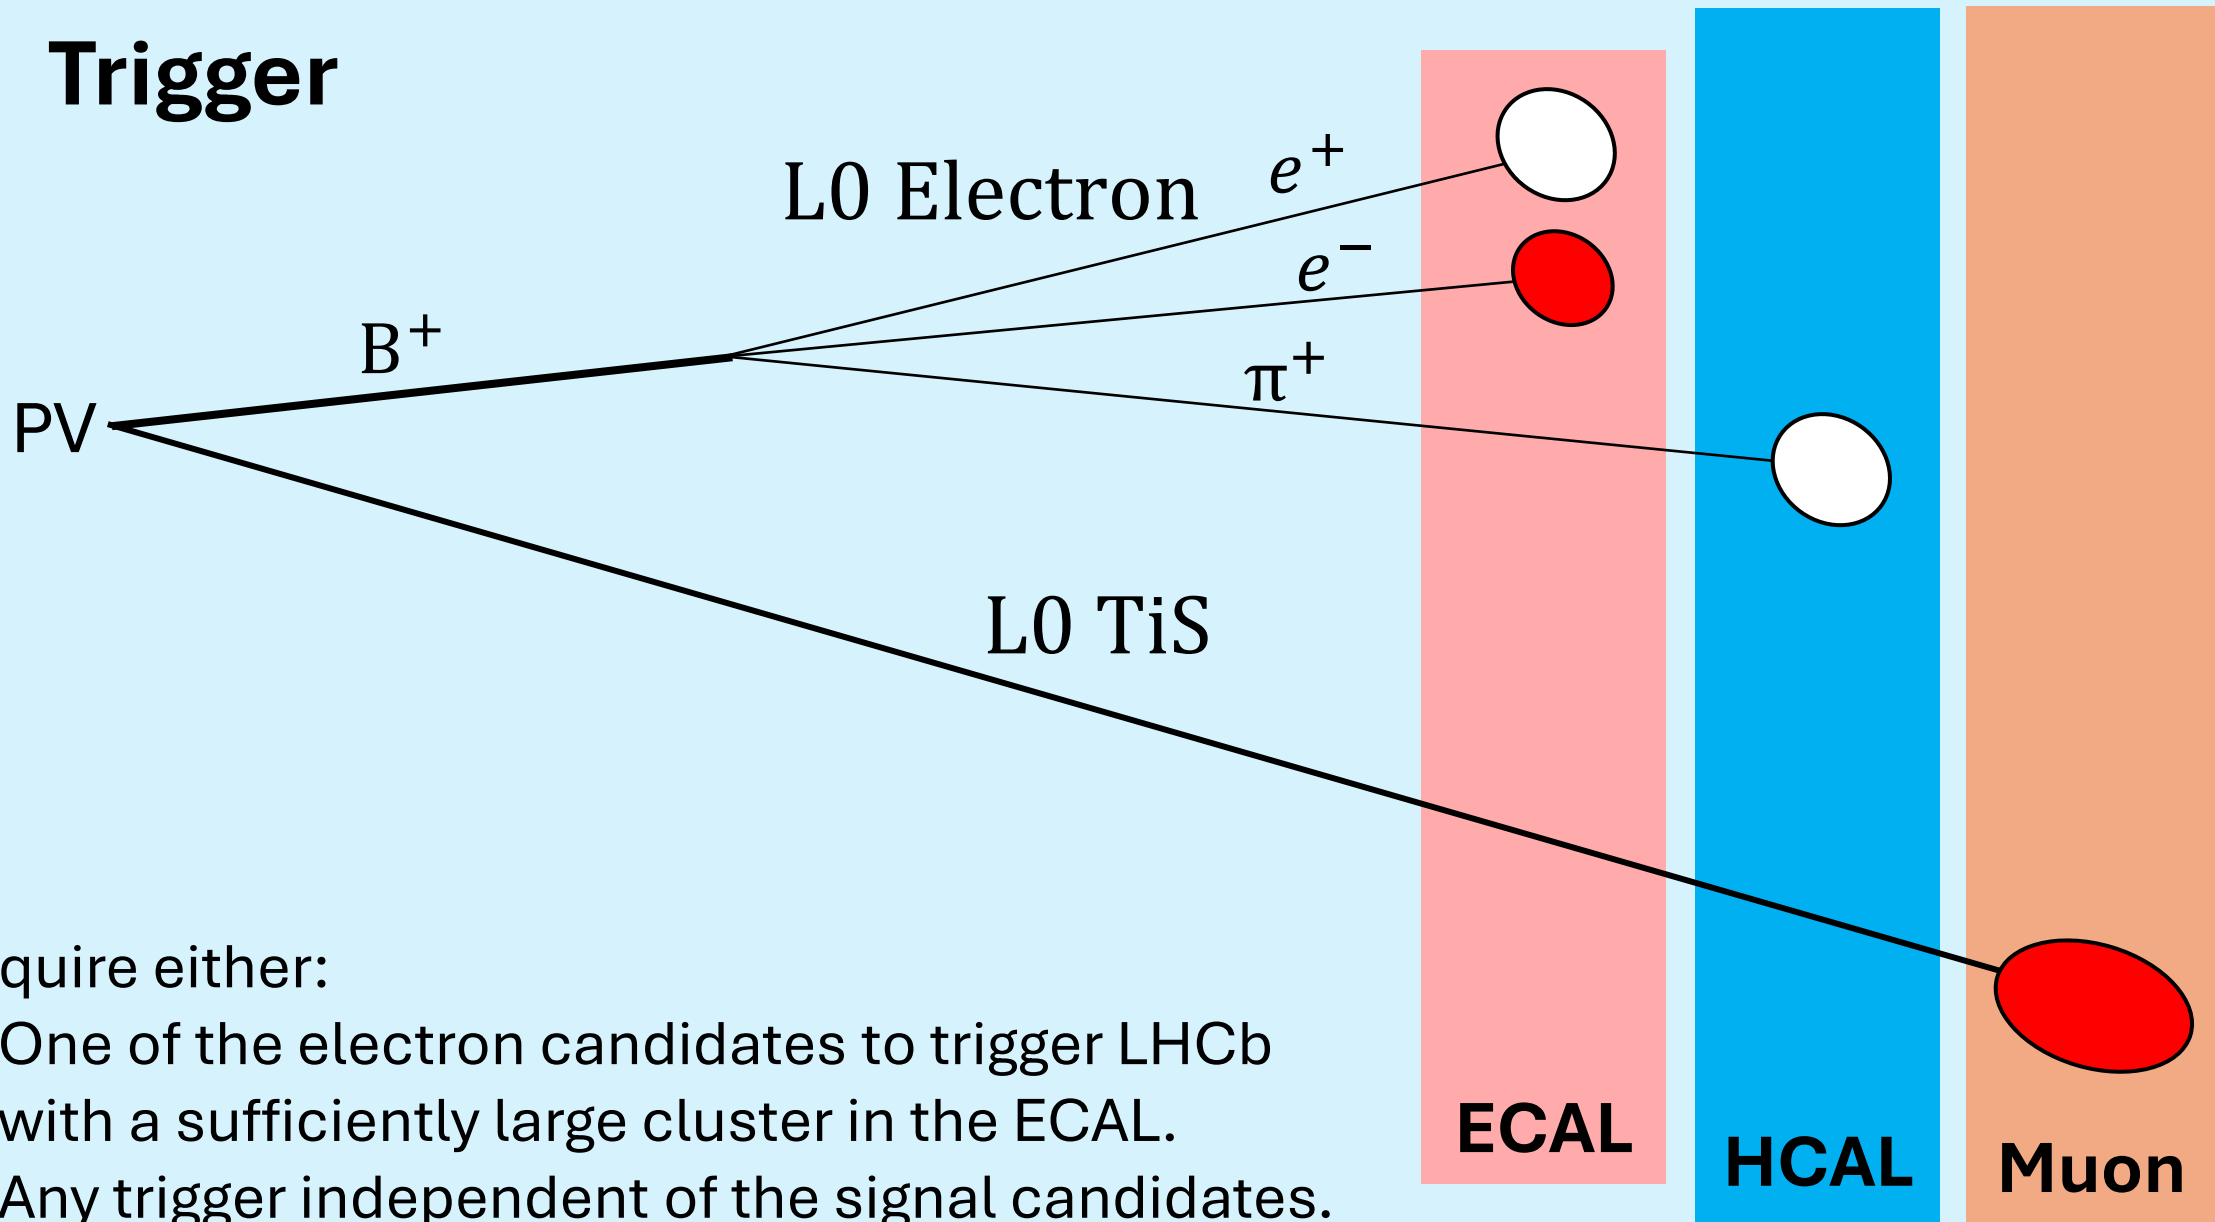 Trigger
L0 Electron
e⁺
e⁻
B⁺
π⁺
PV
L0 TiS
quire either:
One of the electron candidates to trigger LHCb
with a sufficiently large cluster in the ECAL.
Any trigger independent of the signal candidates.
ECAL
HCAL
Muon